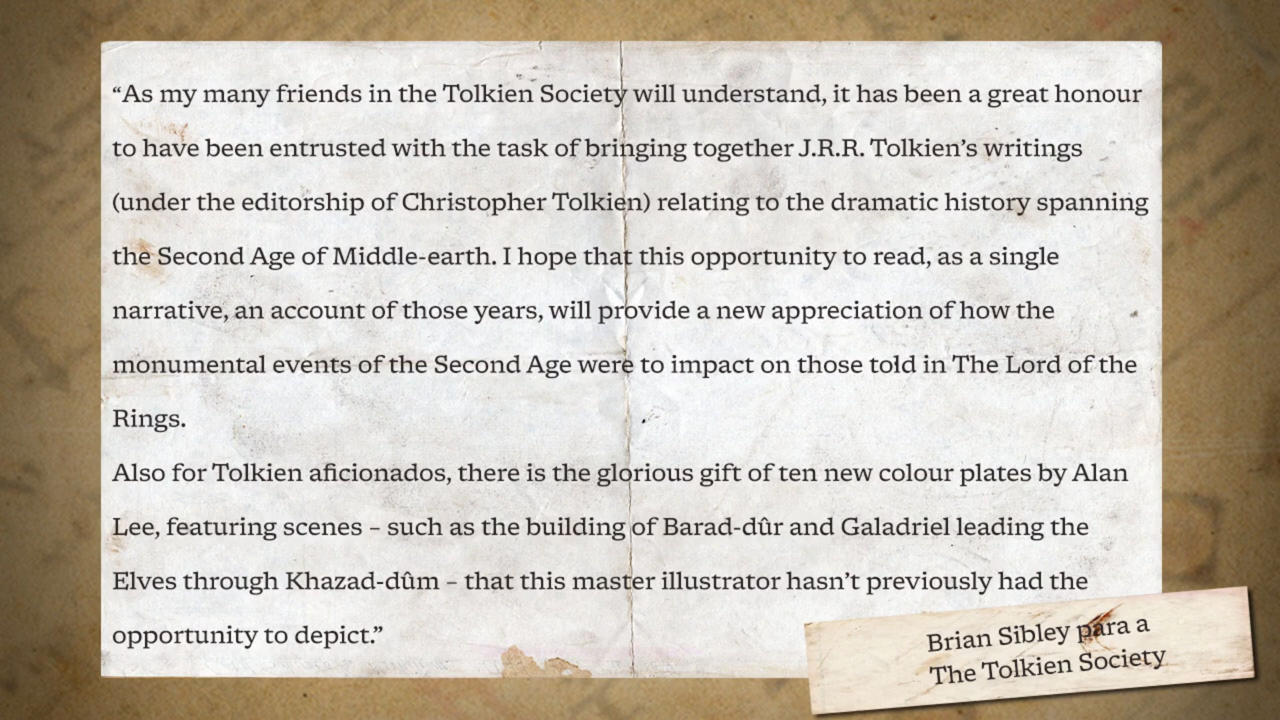 “As my many friends in the Tolkien Society will understand, it has been a great honour
to have been entrusted with the task of bringing together J.R.R. Tolkien’s writings
(under the editorship of Christopher Tolkien) relating to the dramatic history spanning
the Second Age of Middle-earth. I hope that this opportunity to read, as a single
narrative, an account of those years, will provide a new appreciation of how the
monumental events of the Second Age were to impact on those told in The Lord of the
Rings.
Also for Tolkien aficionados, there is the glorious gift of ten new colour plates by Alan
Lee, featuring scenes – such as the building of Barad-dûr and Galadriel leading the
Elves through Khazad-dûm – that this master illustrator hasn’t previously had the
opportunity to depict.”
Brian Sibley para a
The Tolkien Society